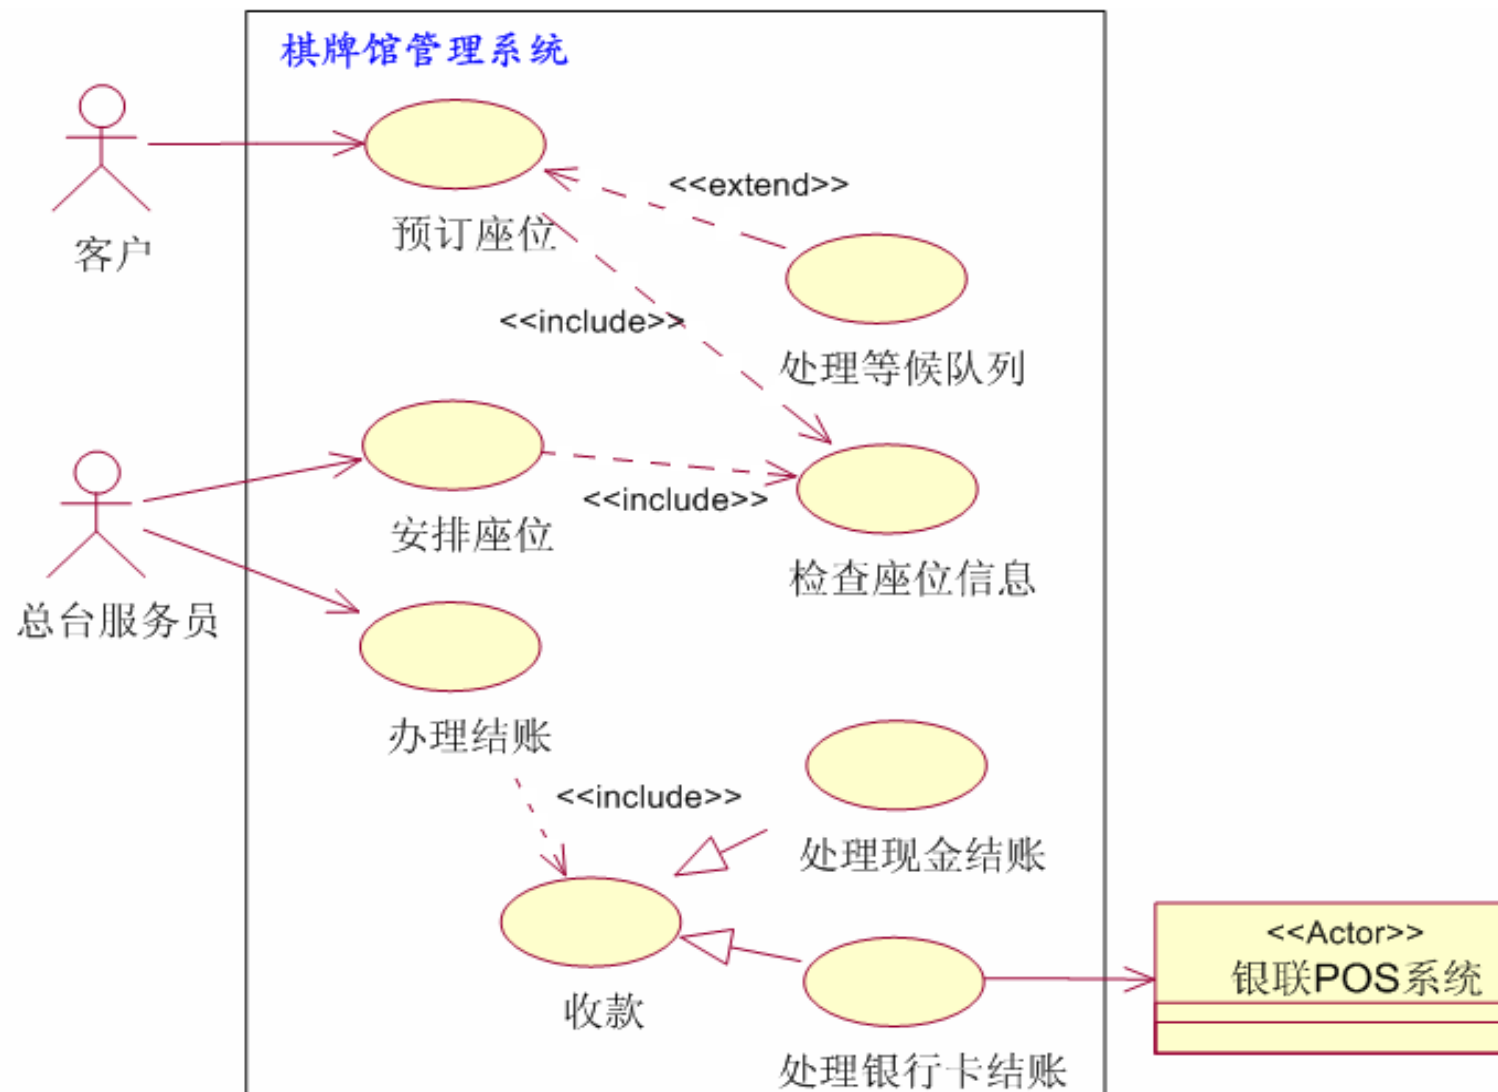 棋牌馆管理系统
<<extend>>
预订座位
客户
<<include>>
处理等候队列
<<include>>
安排座位
检查座位信息
总台服务员
办理结账
<<include>>
处理现金结账
<<Actor>>
银联POS系统
收款
处理银行卡结账